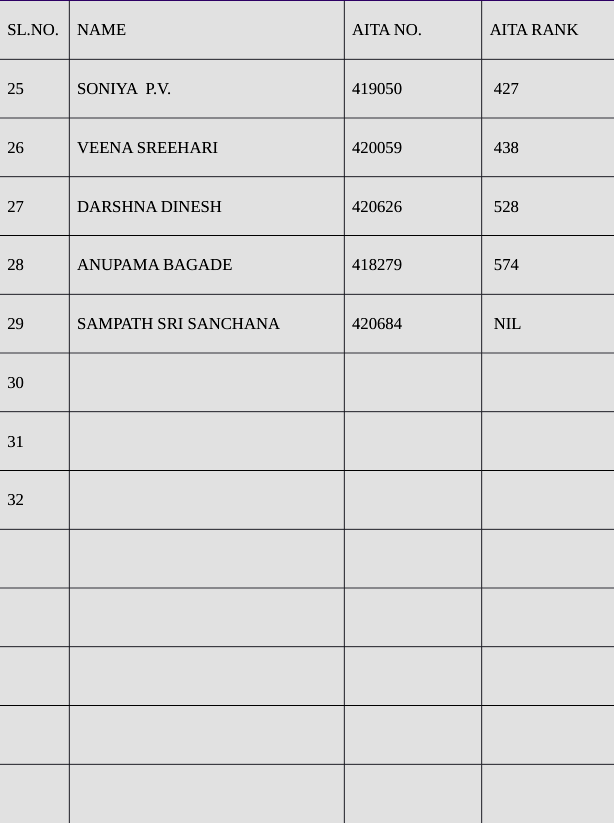 SL.NO. NAME AITA NO. AITA RANK
25 SONIYA P.V. 419050 427
26 VEENA SREEHARI 420059 438
27 DARSHNA DINESH 420626 528
28 ANUPAMA BAGADE 418279 574
29 SAMPATH SRI SANCHANA 420684 NIL
30
31
32